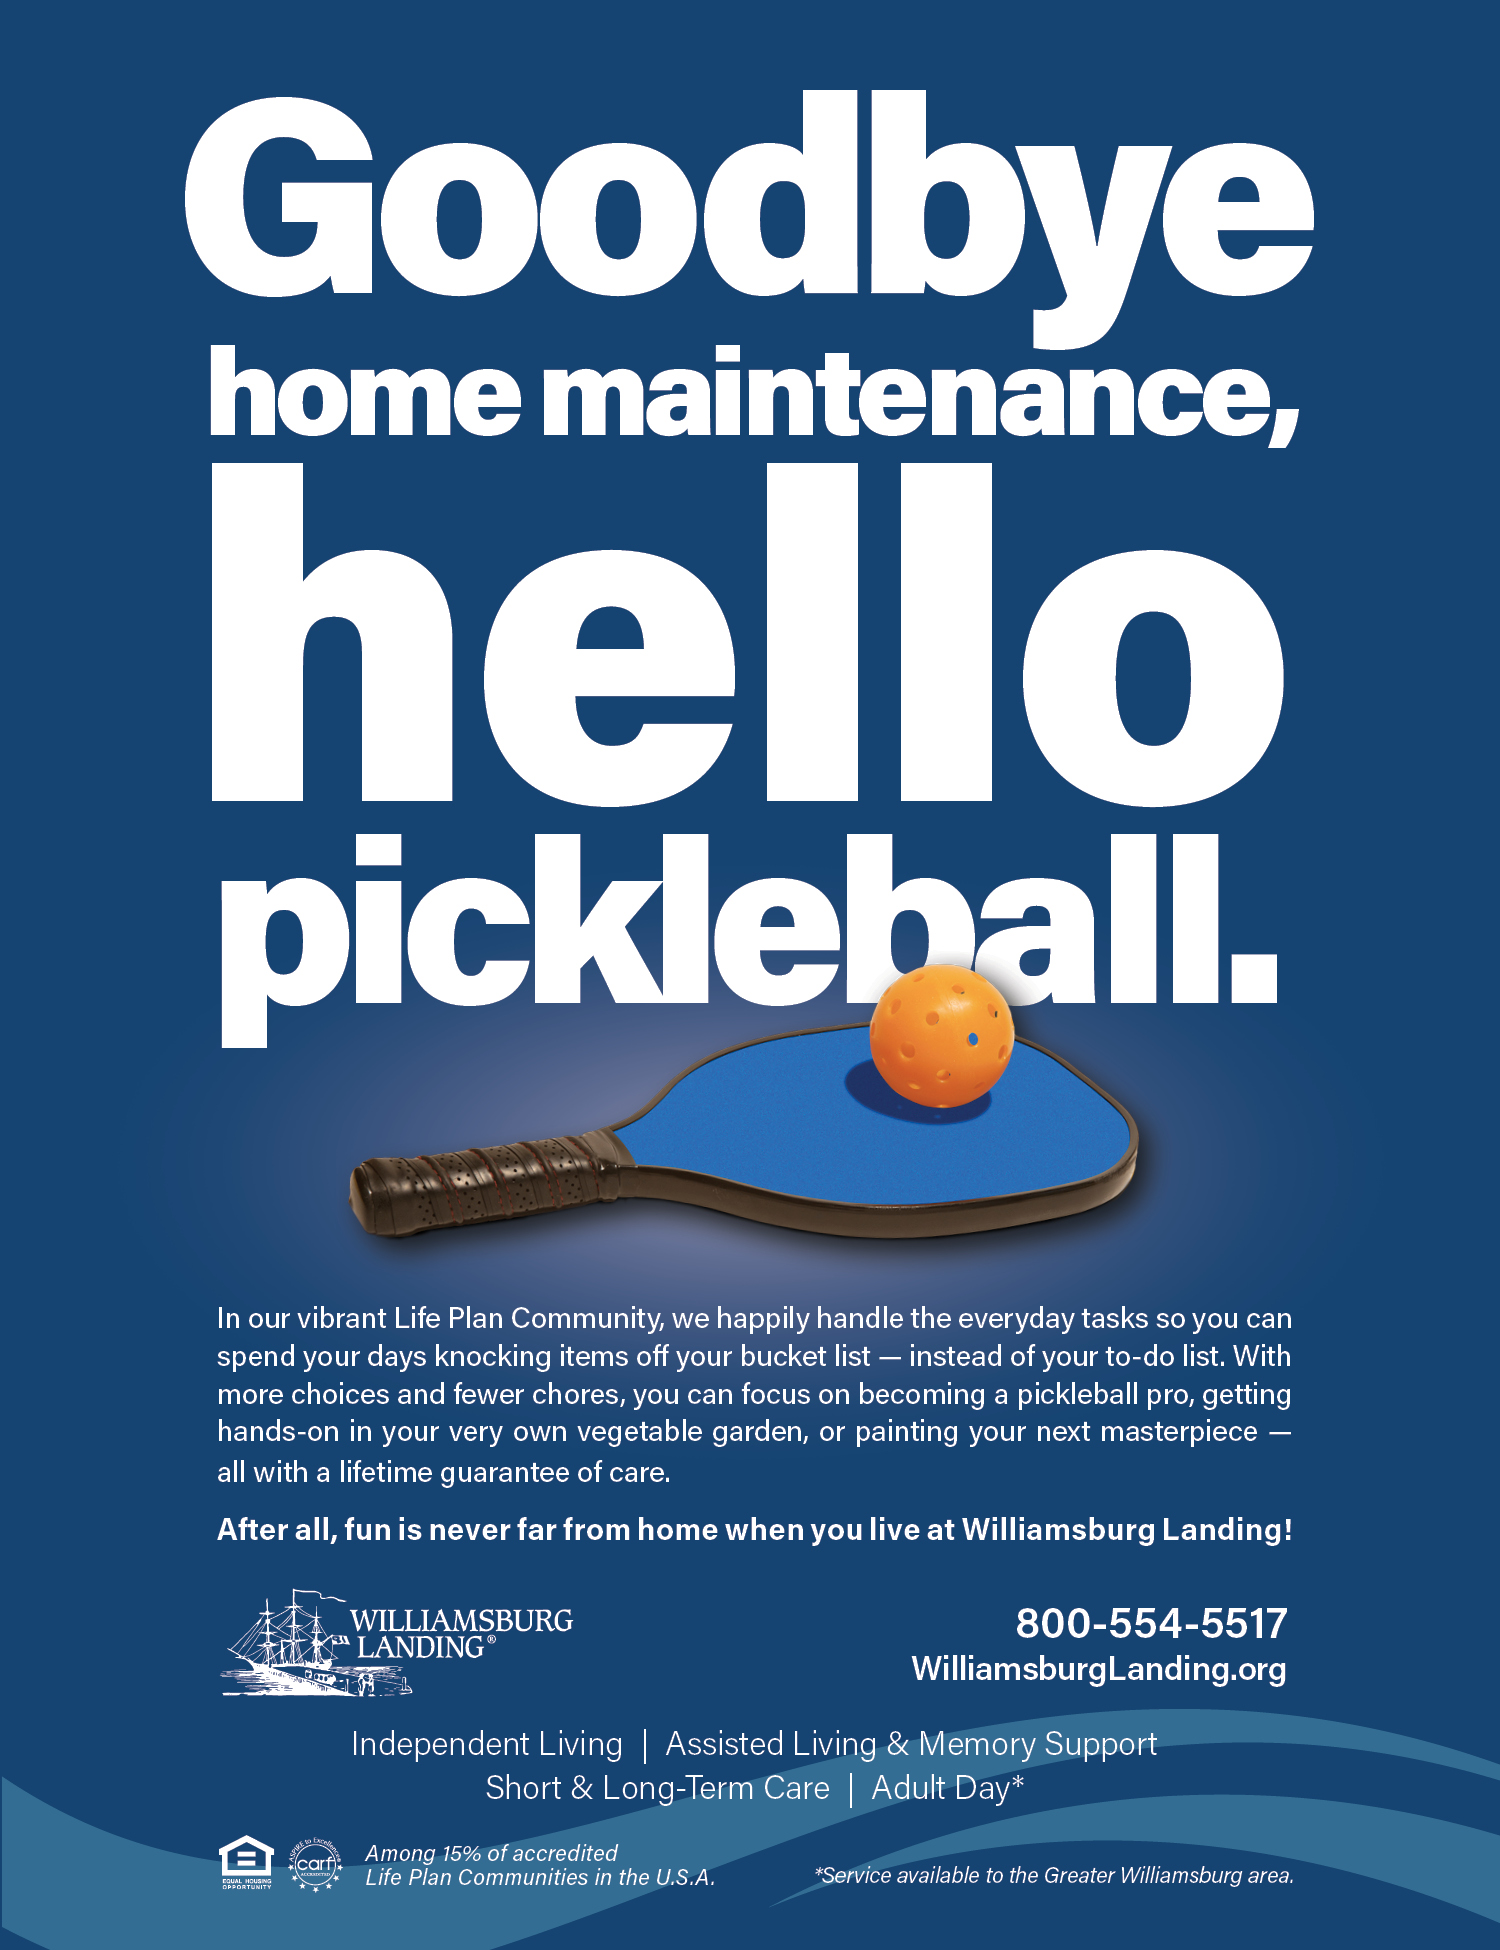 Goodbye
home maintenance,
hello
pickleball.
In our vibrant Life Plan Community, we happily handle the everyday tasks so you can
spend your days knocking items off your bucket list — instead of your to-do list. With
more choices and fewer chores, you can focus on becoming a pickleball pro, getting
hands-on in your very own vegetable garden, or painting your next masterpiece —
all with a lifetime guarantee of care.
After all, fun is never far from home when you live at Williamsburg Landing!
WILLIAMSBURG
LANDING®
800-554-5517
WilliamsburgLanding.org
Independent Living | Assisted Living & Memory Support
Short & Long-Term Care | Adult Day*
EQUAL HOUSING
OPPORTUNITY
ASPIRE to Excellence®
carf
ACCREDITED
Among 15% of accredited
Life Plan Communities in the U.S.A.
*Service available to the Greater Williamsburg area.